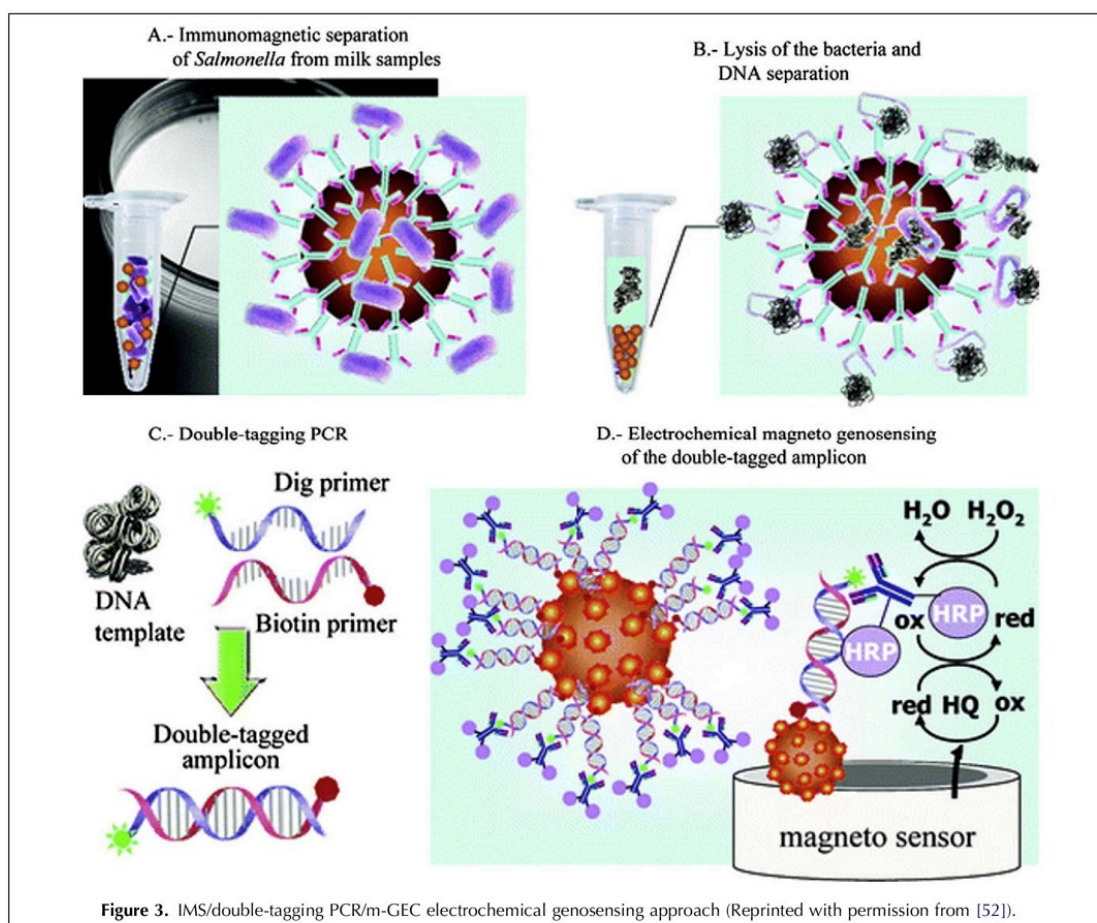 A.- Immunomagnetic separation
of Salmonella from milk samples
B.- Lysis of the bacteria and
DNA separation
C.- Double-tagging PCR
Dig primer
DNA
template
Biotin primer
Double-tagged
amplicon
D.- Electrochemical magneto genosensing
of the double-tagged amplicon
H₂O H₂O₂
HRP
ox
red
HRP
red HQ ox
magneto sensor
Figure 3. IMS/double-tagging PCR/m-GEC electrochemical genosensing approach (Reprinted with permission from [52]).